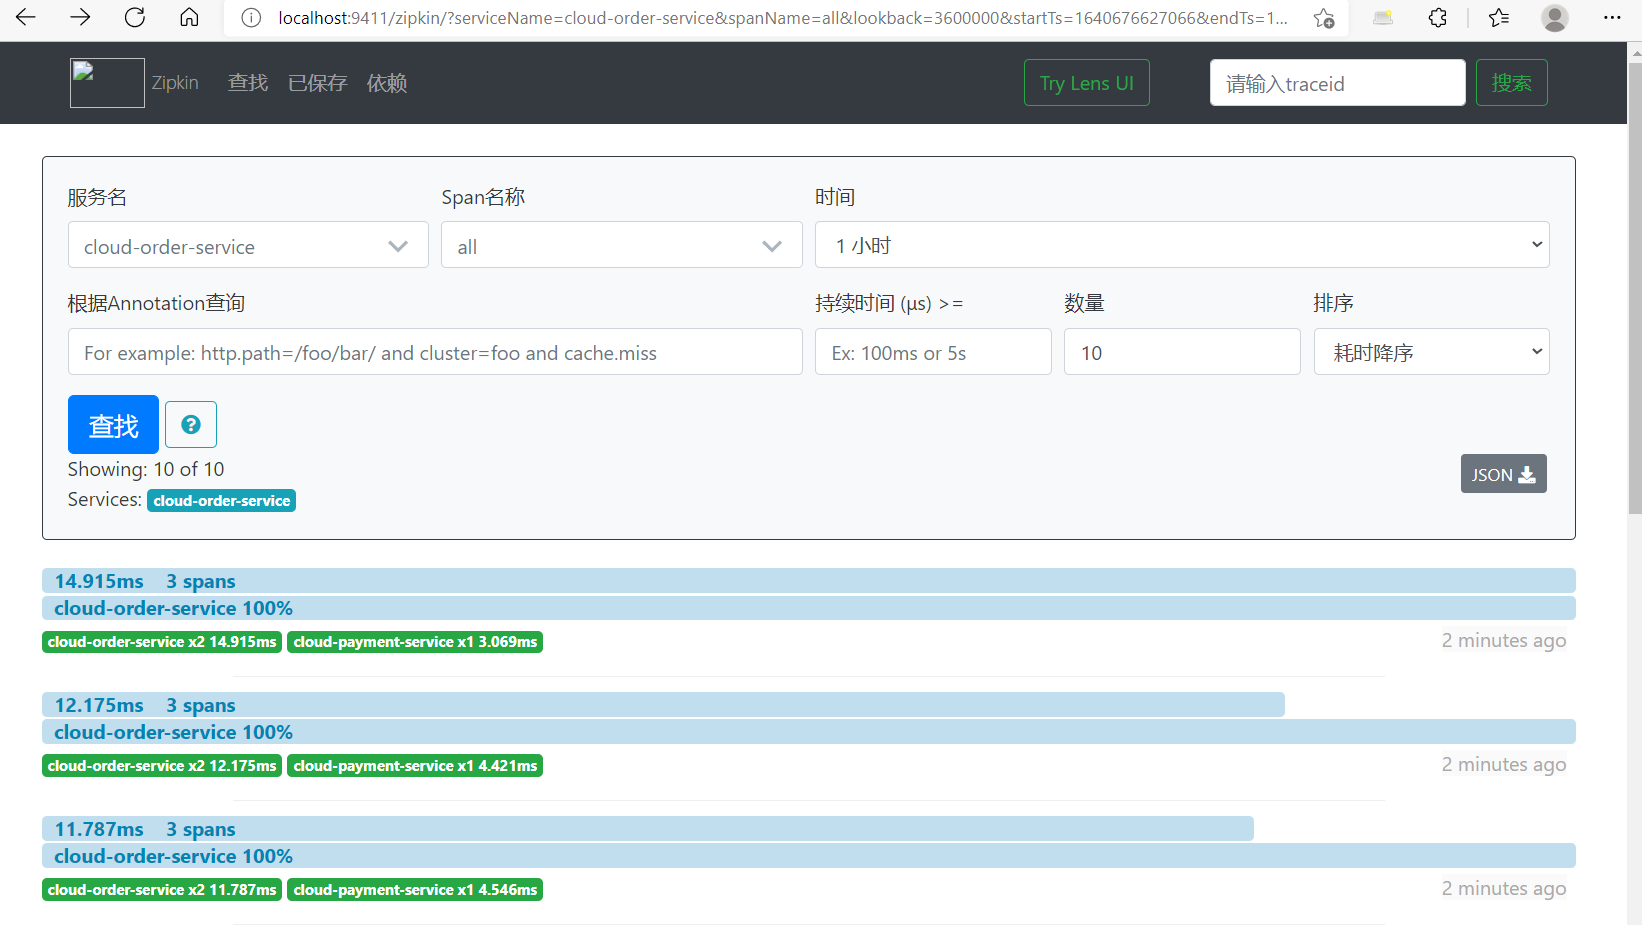 localhost:9411/zipkin/?serviceName=cloud-order-service&spanName=all&lookback=3600000&startTs=1640676627066&endTs=1...
Zipkin 查找 已保存 依赖 Try Lens UI 请输入traceid 搜索
服务名 Span名称 时间
cloud-order-service all 1 小时
根据Annotation查询 持续时间 (μs) >= 数量 排序
For example: http.path=/foo/bar/ and cluster=foo and cache.miss Ex: 100ms or 5s 10 耗时降序
查找 ?
Showing: 10 of 10
Services: cloud-order-service JSON
14.915ms 3 spans
cloud-order-service 100%
cloud-order-service x2 14.915ms cloud-payment-service x1 3.069ms 2 minutes ago
12.175ms 3 spans
cloud-order-service 100%
cloud-order-service x2 12.175ms cloud-payment-service x1 4.421ms 2 minutes ago
11.787ms 3 spans
cloud-order-service 100%
cloud-order-service x2 11.787ms cloud-payment-service x1 4.546ms 2 minutes ago